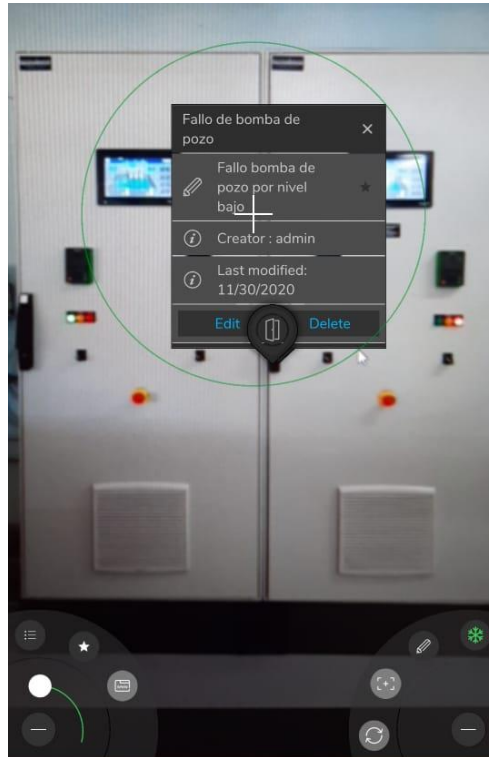 Fallo de bomba de
pozo
Fallo bomba de
pozo por nivel
bajo
Creator : admin
Last modified:
11/30/2020
Edit
Delete